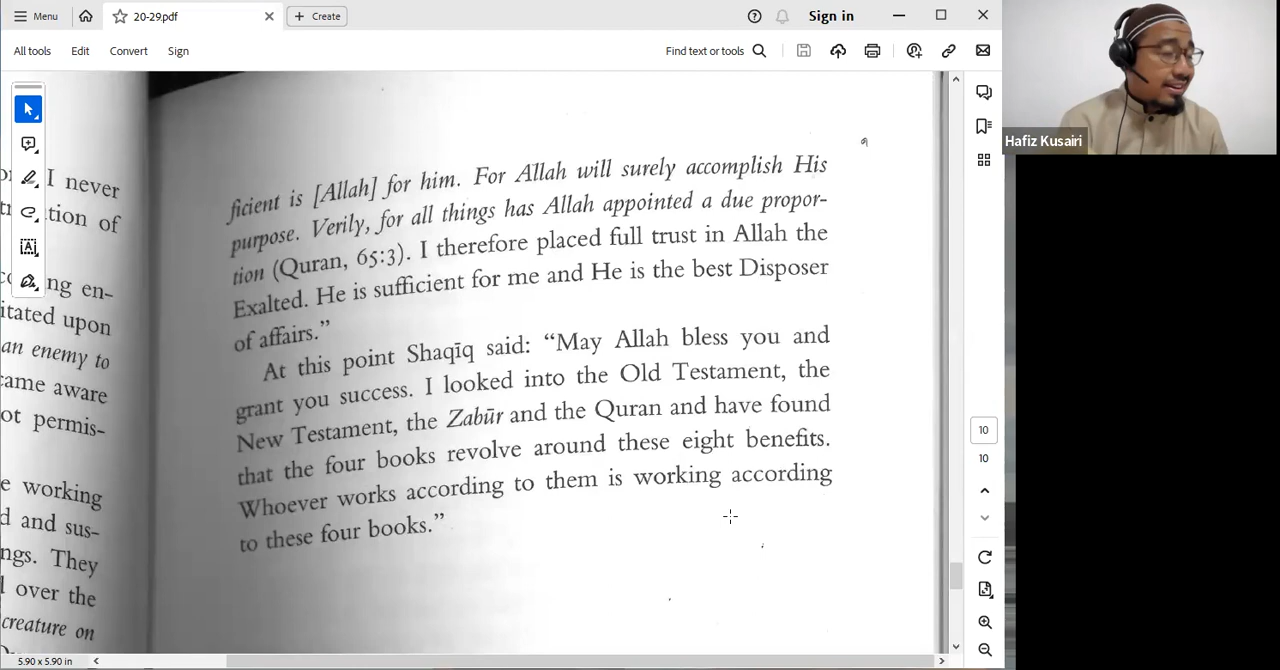 Menu
20-29.pdf
Create
Sign in
All tools
Edit
Convert
Sign
Find text or tools
I never
tion of
ng en-
itated upon
an enemy to
came aware
ot permis-
e working
d and sus-
ngs. They
l over the
creature on
ficient is [Allah] for him. For Allah will surely accomplish His
purpose. Verily, for all things has Allah appointed a due propor-
tion (Quran, 65:3). I therefore placed full trust in Allah the
Exalted. He is sufficient for me and He is the best Disposer
of affairs.”
At this point Shaqīq said: “May Allah bless you and
grant you success. I looked into the Old Testament, the
New Testament, the Zabūr and the Quran and have found
that the four books revolve around these eight benefits.
Whoever works according to them is working according
to these four books.”
10
10
5.90 x 5.90 in
Hafiz Kusairi